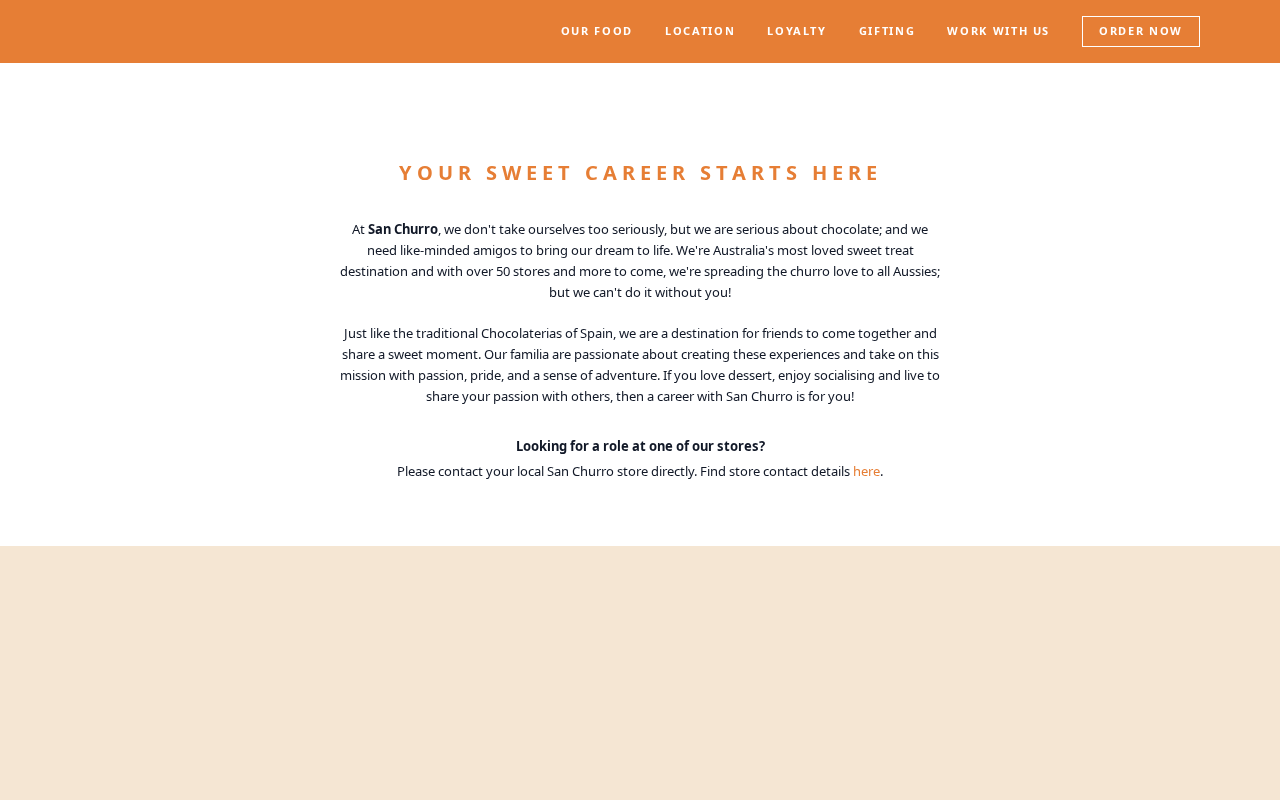 OUR FOOD LOCATION LOYALTY GIFTING WORK WITH US ORDER NOW
YOUR SWEET CAREER STARTS HERE
At San Churro, we don't take ourselves too seriously, but we are serious about chocolate; and we
need like-minded amigos to bring our dream to life. We're Australia's most loved sweet treat
destination and with over 50 stores and more to come, we're spreading the churro love to all Aussies;
but we can't do it without you!
Just like the traditional Chocolaterias of Spain, we are a destination for friends to come together and
share a sweet moment. Our familia are passionate about creating these experiences and take on this
mission with passion, pride, and a sense of adventure. If you love dessert, enjoy socialising and live to
share your passion with others, then a career with San Churro is for you!
Looking for a role at one of our stores?
Please contact your local San Churro store directly. Find store contact details here.